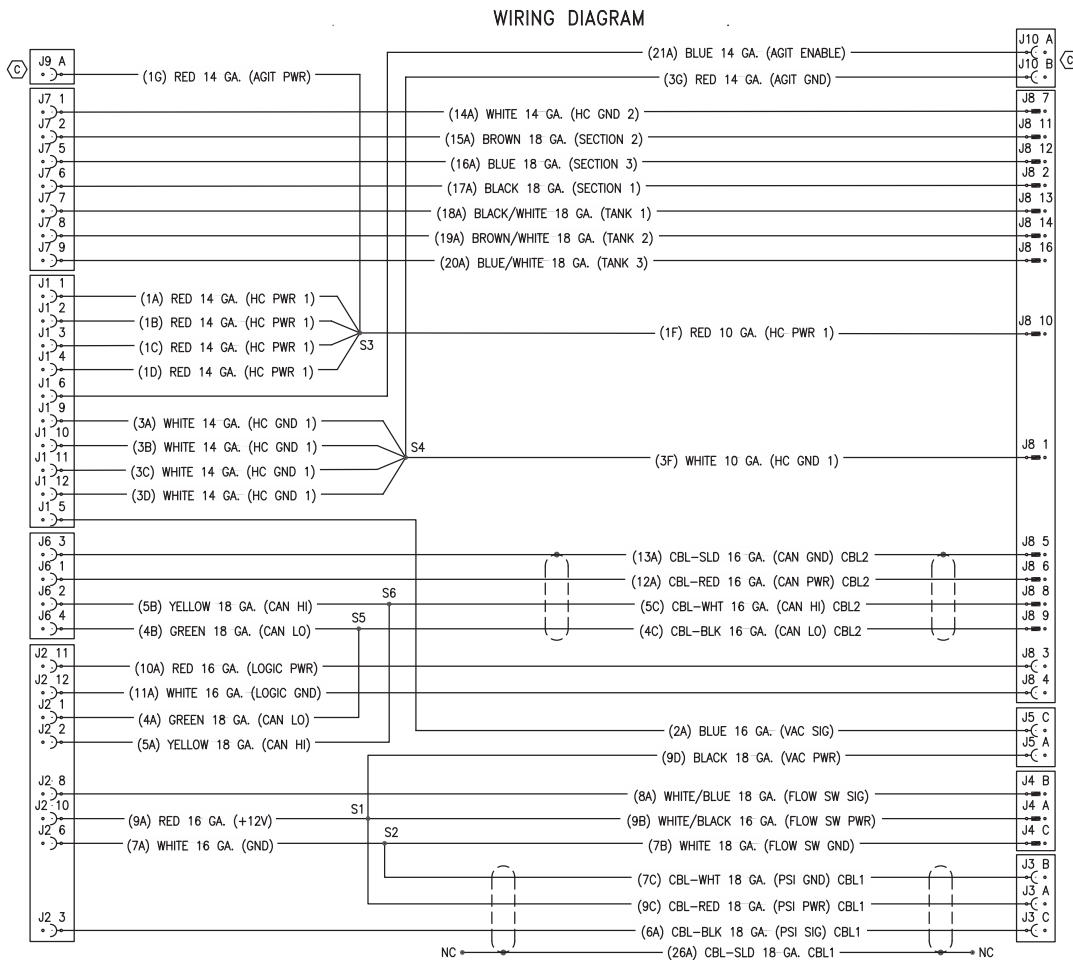 WIRING DIAGRAM
J10 A
(21A) BLUE 14 GA. (AGIT ENABLE)
C
J9 A
J10 B
C
(1G) RED 14 GA. (AGIT PWR)
(3G) RED 14 GA. (AGIT GND)
J7 1
J8 7
(14A) WHITE 14 GA. (HC GND 2)
J7 2
J8 11
(15A) BROWN 18 GA. (SECTION 2)
J7 5
J8 12
(16A) BLUE 18 GA. (SECTION 3)
J7 6
J8 2
(17A) BLACK 18 GA. (SECTION 1)
J7 7
J8 13
(18A) BLACK/WHITE 18 GA. (TANK 1)
J7 8
J8 14
(19A) BROWN/WHITE 18 GA. (TANK 2)
J7 9
J8 16
(20A) BLUE/WHITE 18 GA. (TANK 3)
J1 1
(1A) RED 14 GA. (HC PWR 1)
J1 2
(1B) RED 14 GA. (HC PWR 1)
J8 10
J1 3
(1F) RED 10 GA. (HC PWR 1)
(1C) RED 14 GA. (HC PWR 1)
S3
J1 4
(1D) RED 14 GA. (HC PWR 1)
J1 6
J1 9
(3A) WHITE 14 GA. (HC GND 1)
J1 10
(3B) WHITE 14 GA. (HC GND 1)
S4
J8 1
J1 11
(3F) WHITE 10 GA. (HC GND 1)
(3C) WHITE 14 GA. (HC GND 1)
J1 12
(3D) WHITE 14 GA. (HC GND 1)
J1 5
J6 3
J8 5
(13A) CBL-SLD 16 GA. (CAN GND) CBL2
J6 1
J8 6
(12A) CBL-RED 16 GA. (CAN PWR) CBL2
J6 2
S6
J8 8
(5B) YELLOW 18 GA. (CAN HI)
(5C) CBL-WHT 16 GA. (CAN HI) CBL2
J6 4
S5
J8 9
(4B) GREEN 18 GA. (CAN LO)
(4C) CBL-BLK 16 GA. (CAN LO) CBL2
J2 11
J8 3
(10A) RED 16 GA. (LOGIC PWR)
J2 12
J8 4
(11A) WHITE 16 GA. (LOGIC GND)
J2 1
(4A) GREEN 18 GA. (CAN LO)
J5 C
J2 2
(2A) BLUE 16 GA. (VAC SIG)
(5A) YELLOW 18 GA. (CAN HI)
J5 A
(9D) BLACK 18 GA. (VAC PWR)
J2 8
J4 B
(8A) WHITE/BLUE 18 GA. (FLOW SW SIG)
J2 10
S1
J4 A
(9A) RED 16 GA. (+12V)
(9B) WHITE/BLACK 16 GA. (FLOW SW PWR)
J2 6
S2
J4 C
(7A) WHITE 16 GA. (GND)
(7B) WHITE 18 GA. (FLOW SW GND)
J3 B
(7C) CBL-WHT 18 GA. (PSI GND) CBL1
J3 A
(9C) CBL-RED 18 GA. (PSI PWR) CBL1
J2 3
J3 C
(6A) CBL-BLK 18 GA. (PSI SIG) CBL1
NC
(26A) CBL-SLD 18 GA. CBL1
NC